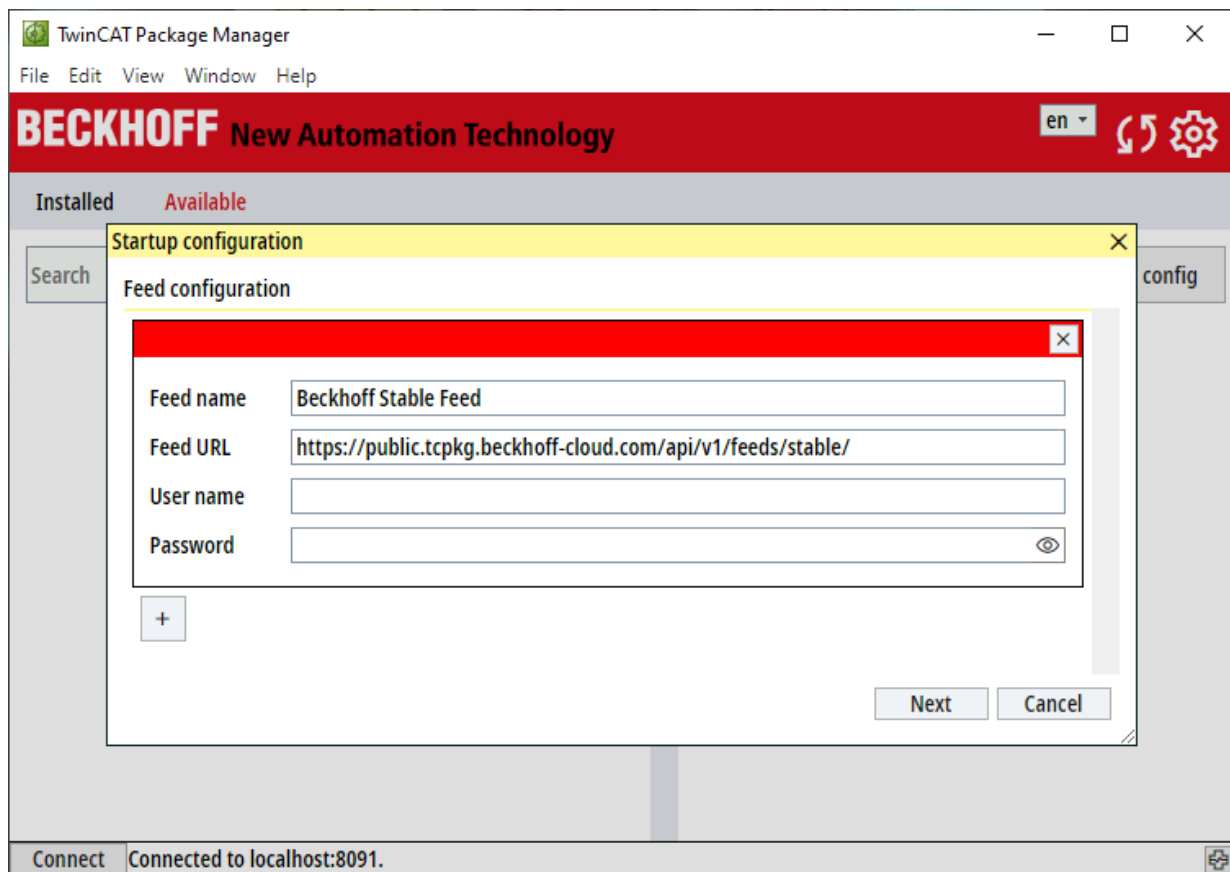 TwinCAT Package Manager
File Edit View Window Help
BECKHOFF New Automation Technology
en
Installed Available
Startup configuration
Search
config
Feed configuration
Feed name Beckhoff Stable Feed
Feed URL https://public.tcpkg.beckhoff-cloud.com/api/v1/feeds/stable/
User name
Password
+
Next Cancel
Connect Connected to localhost:8091.